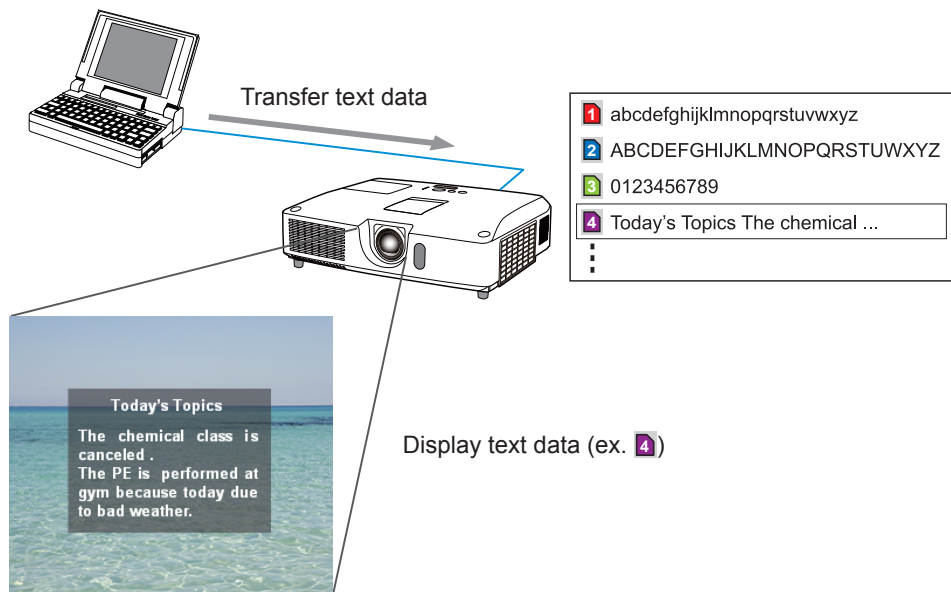 Transfer text data
1 abcdefghijklmnopqrstuvwxyz
2 ABCDEFGHIJKLMNOPQRSTUWXYZ
3 0123456789
4 Today's Topics The chemical ...
Today's Topics
The chemical class is
canceled .
The PE is performed at
gym because today due
to bad weather.
Display text data (ex. 4)